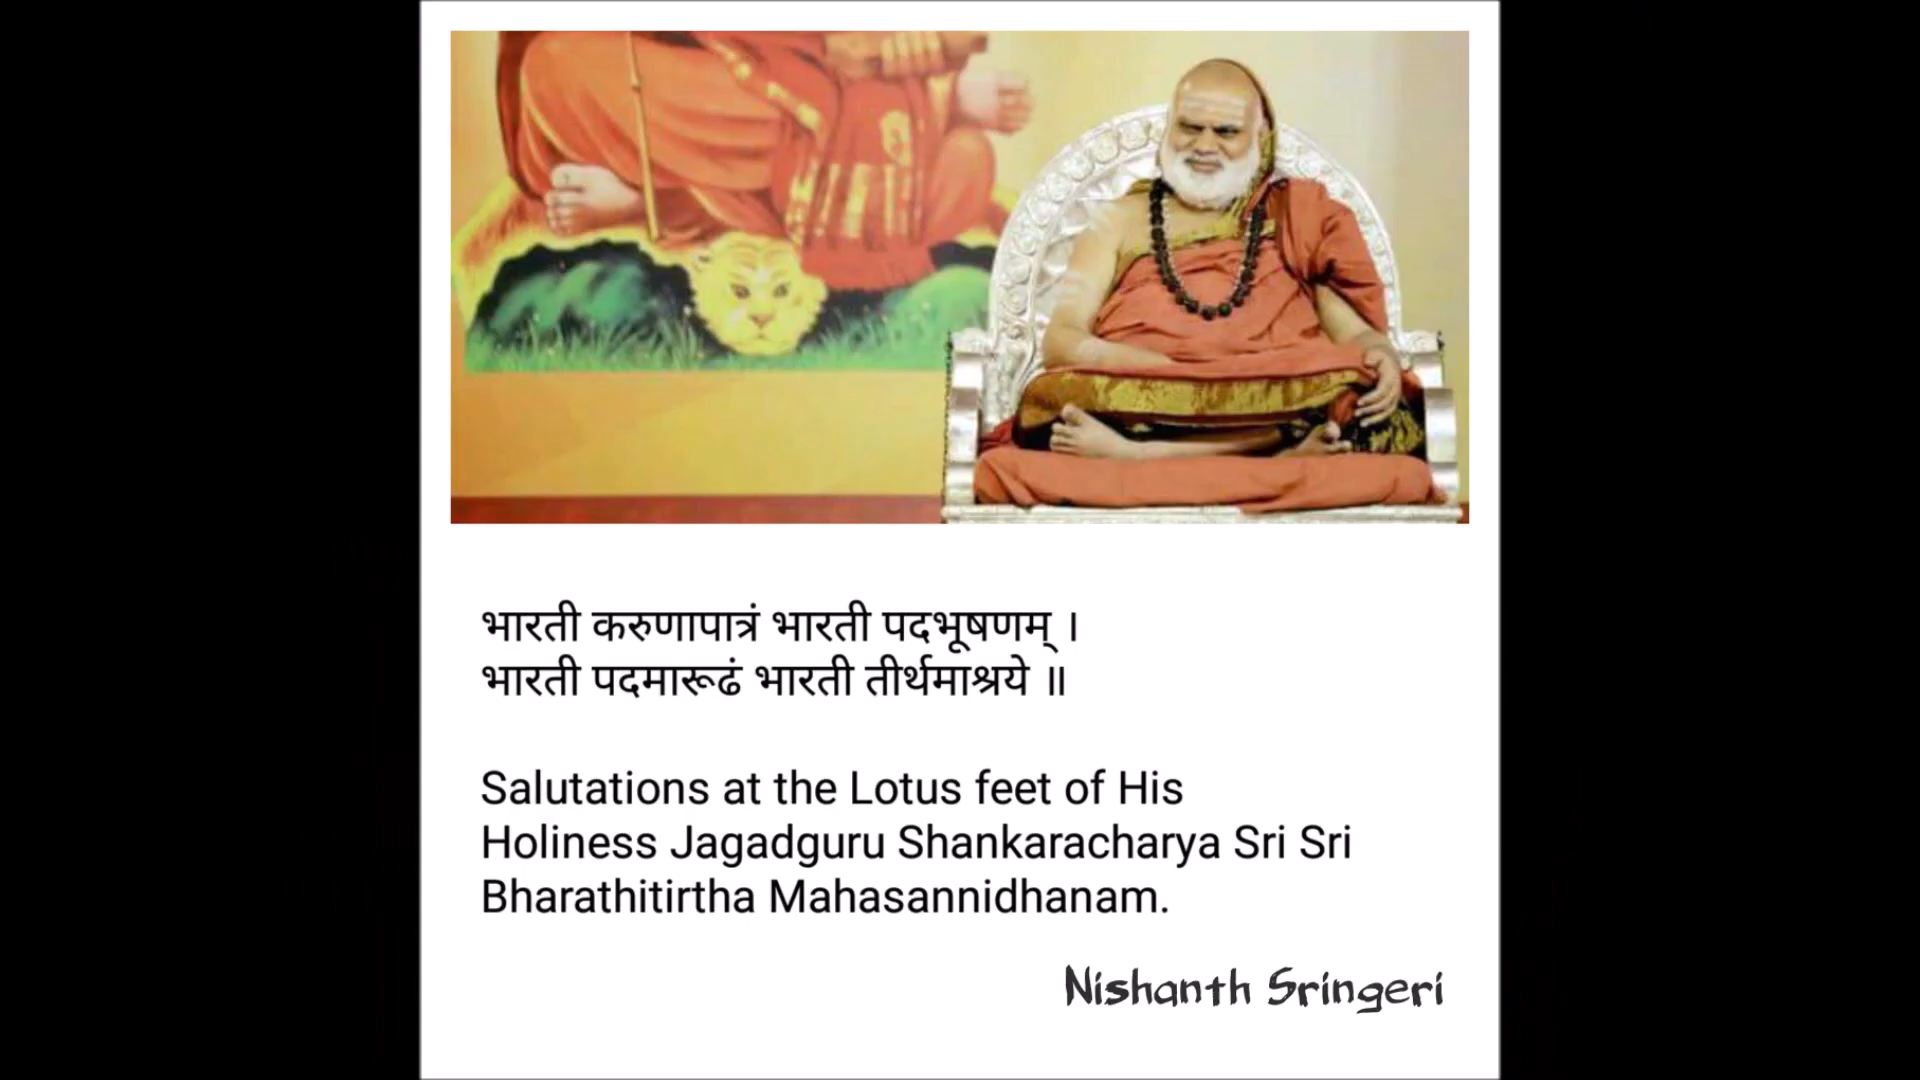 भारती करुणापात्रं भारती पदभूषणम् ।
भारती पदमारूढं भारती तीर्थमाश्रये ॥
Salutations at the Lotus feet of His
Holiness Jagadguru Shankaracharya Sri Sri
Bharathitirtha Mahasannidhanam.
Nishanth Sringeri